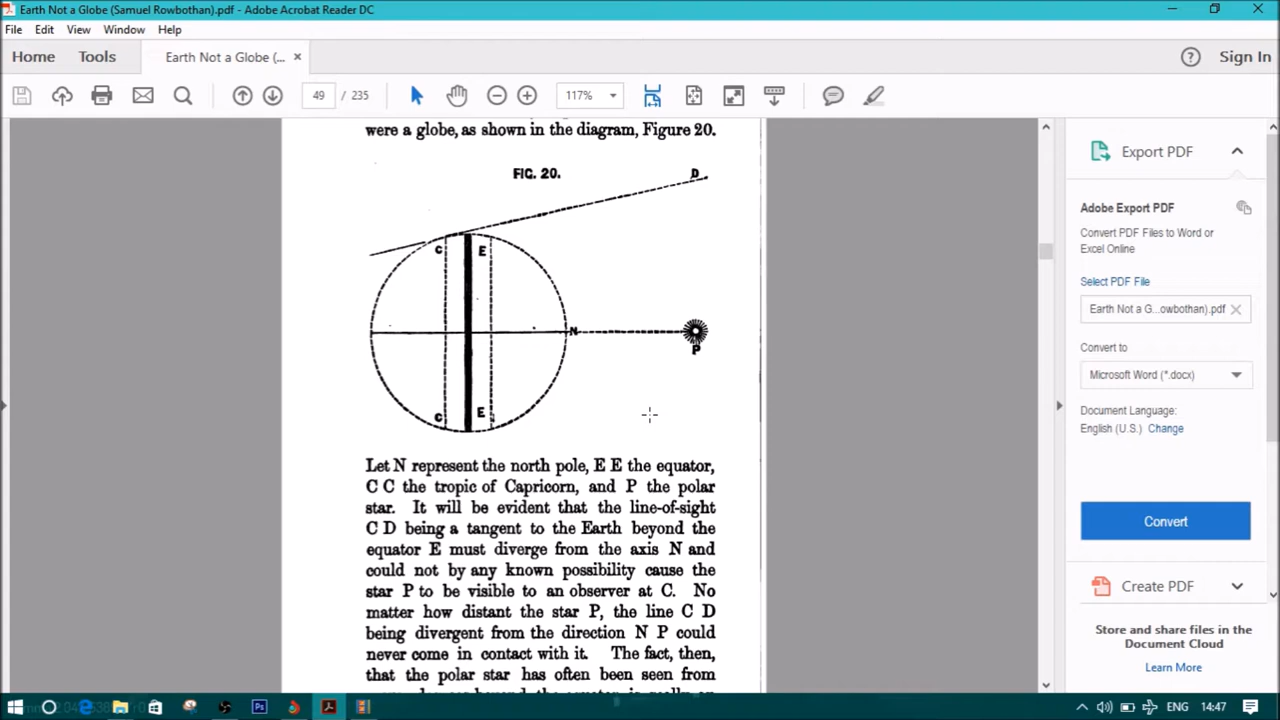 Earth Not a Globe (Samuel Rowbothan).pdf - Adobe Acrobat Reader DC
File Edit View Window Help
Home Tools Earth Not a Globe (... × Sign In
49 / 235 117%
were a globe, as shown in the diagram, Figure 20.
FIG. 20.
D
C E
N
P
C E
Let N represent the north pole, E E the equator,
C C the tropic of Capricorn, and P the polar
star. It will be evident that the line-of-sight
C D being a tangent to the Earth beyond the
equator E must diverge from the axis N and
could not by any known possibility cause the
star P to be visible to an observer at C. No
matter how distant the star P, the line C D
being divergent from the direction N P could
never come in contact with it. The fact, then,
that the polar star has often been seen from
Export PDF
Adobe Export PDF
Convert PDF Files to Word or
Excel Online
Select PDF File
Earth Not a G...owbothan).pdf ×
Convert to
Microsoft Word (*.docx)
Document Language:
English (U.S.) Change
Convert
Create PDF
Store and share files in the
Document Cloud
Learn More
ENG 14:47